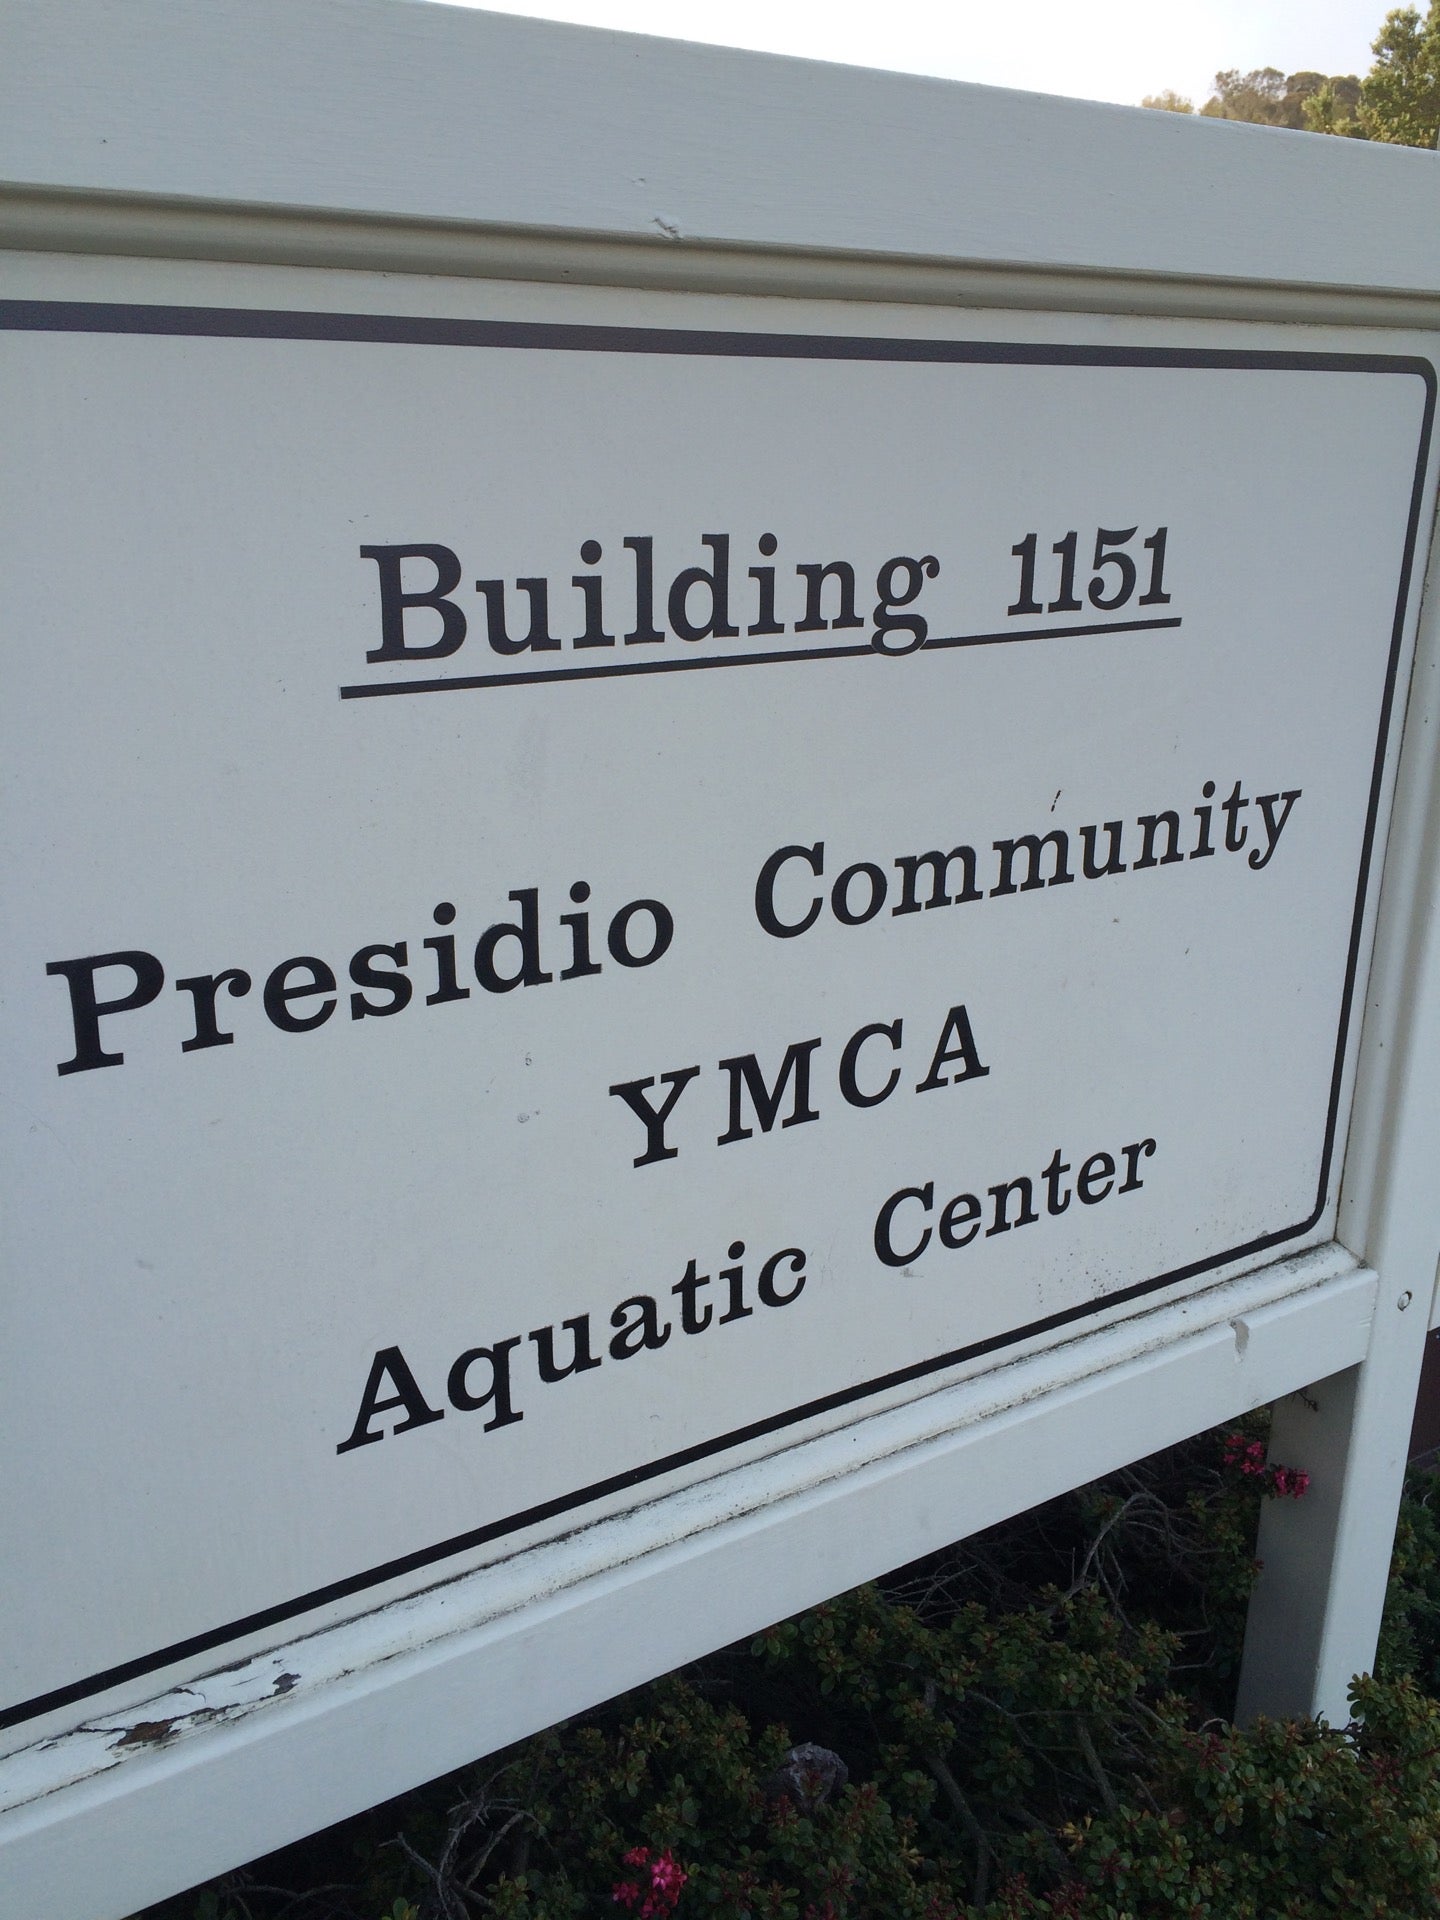 Building 1151
Presidio Community
YMCA
Aquatic Center